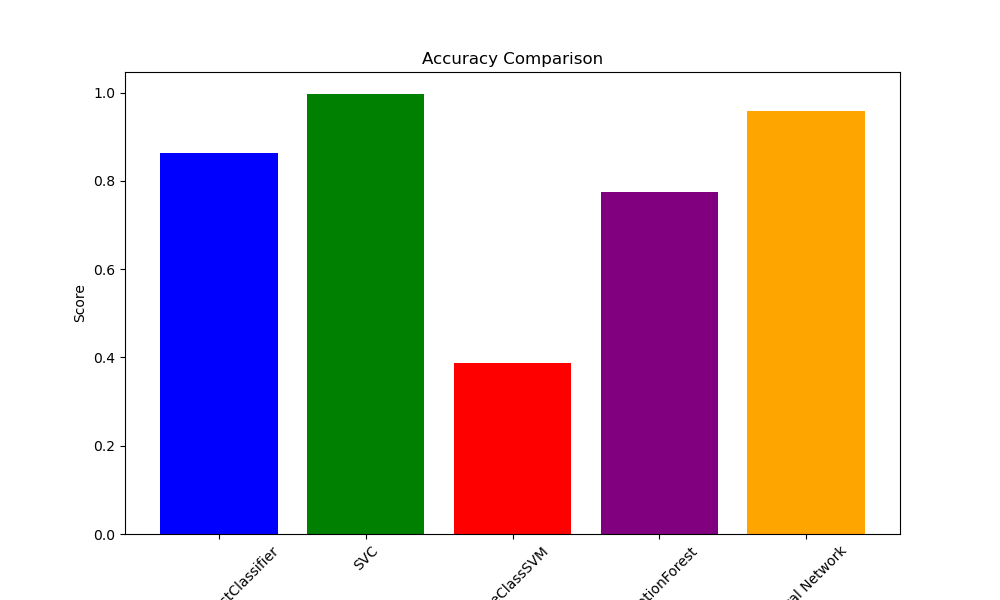 Accuracy Comparison
Score
1.0
0.8
0.6
0.4
0.2
0.0
stClassifier
SVC
eClassSVM
ationForest
al Network